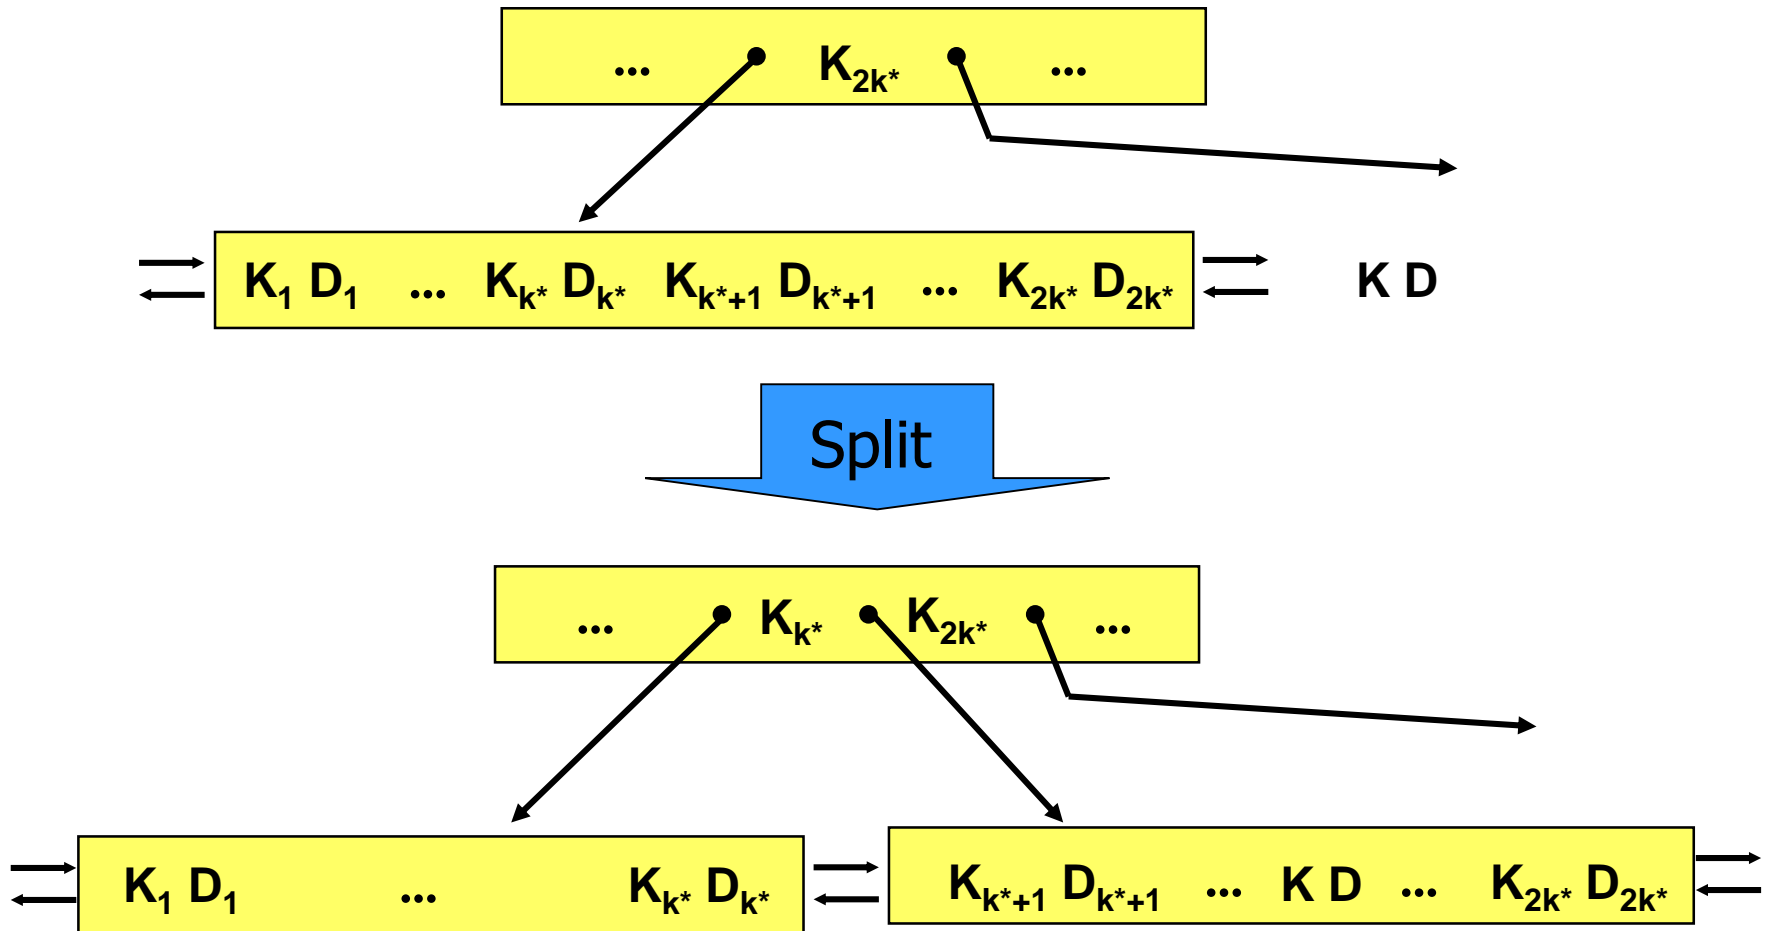 ... K₂ₖ* ...
K₁ D₁ ... Kₖ* Dₖ* Kₖ*₊₁ Dₖ*₊₁ ... K₂ₖ* D₂ₖ* K D
Split
... Kₖ* K₂ₖ* ...
K₁ D₁ ... Kₖ* Dₖ* Kₖ*₊₁ Dₖ*₊₁ ... K D ... K₂ₖ* D₂ₖ*